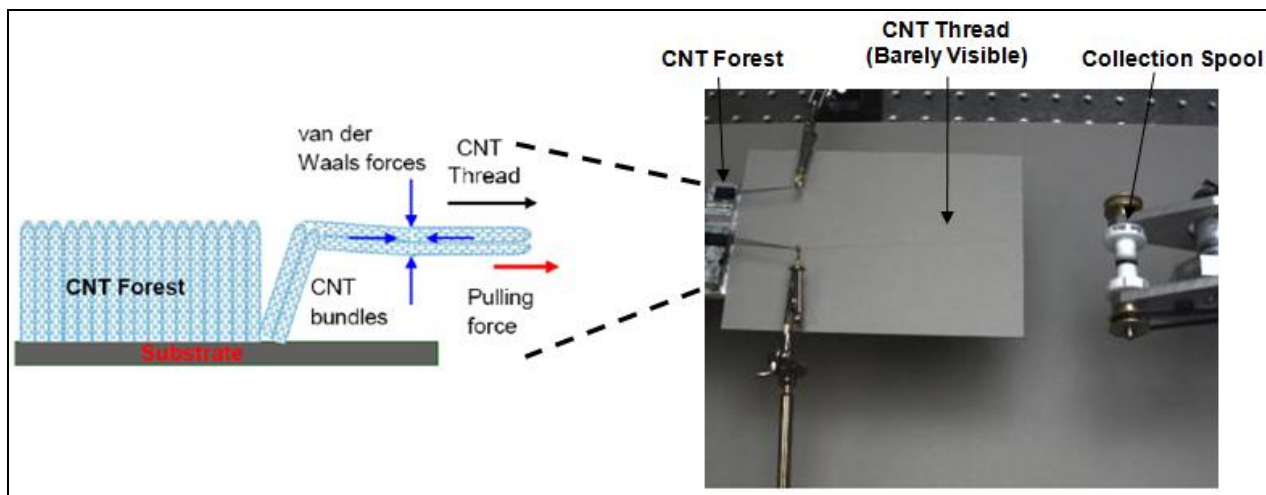 van der
Waals forces
CNT
Thread
CNT Forest
CNT
bundles
Pulling
force
Substrate
CNT Forest
CNT Thread
(Barely Visible)
Collection Spool